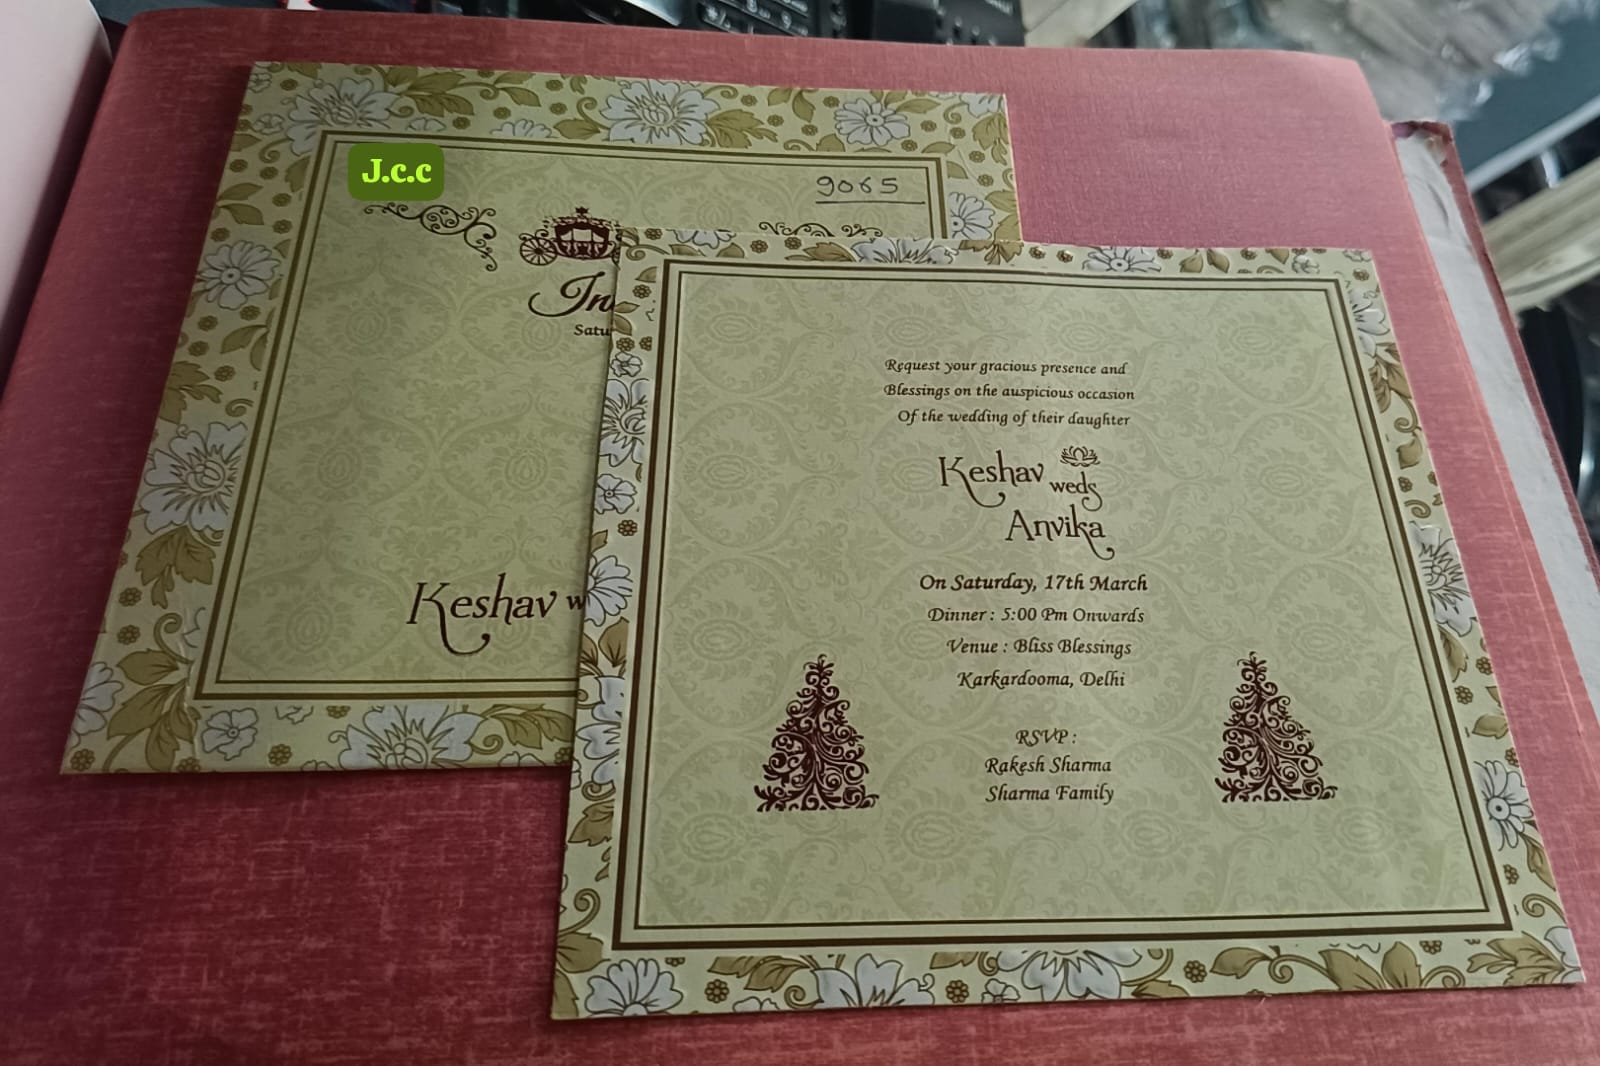 J.c.c
9065
Keshav
Request your gracious presence and
Blessings on the auspicious occasion
Of the wedding of their daughter
Keshav weds
Anvika
On Saturday, 17th March
Dinner : 5:00 Pm Onwards
Venue : Bliss Blessings
Karkardooma, Delhi
RSVP :
Rakesh Sharma
Sharma Family